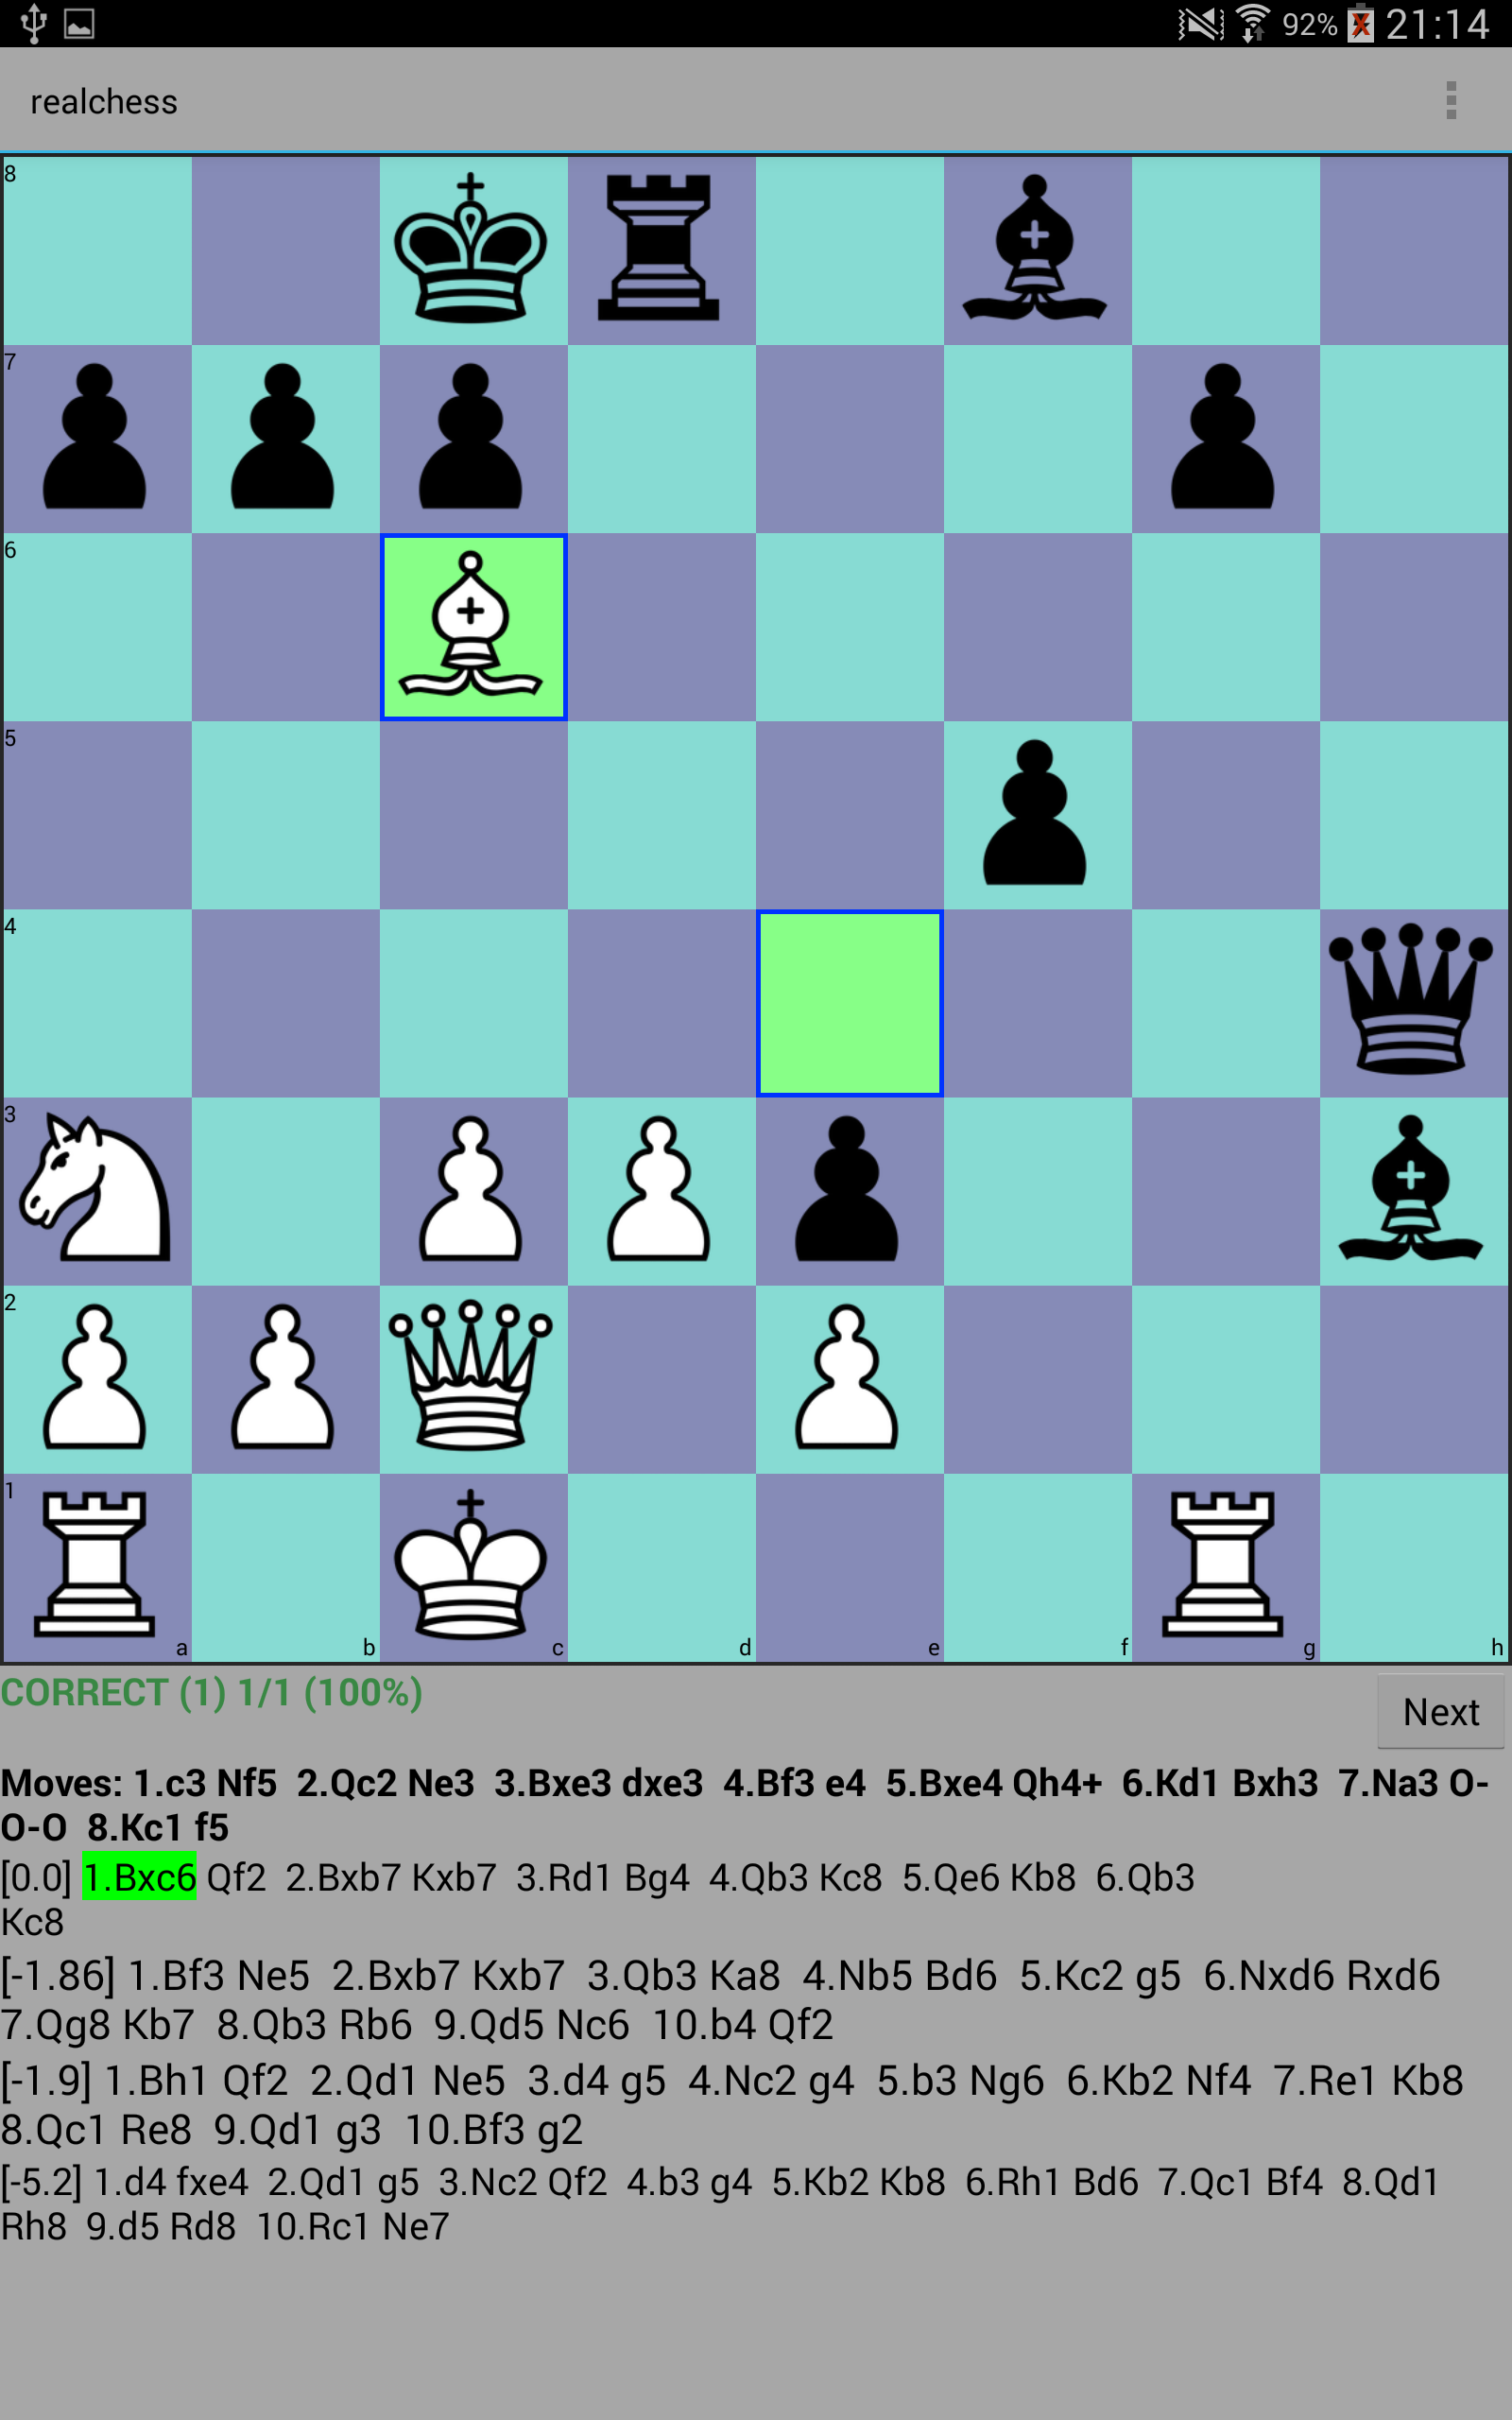 92% 21:14
realchess
8
7
6
5
4
3
2
1
a b c d e f g h
CORRECT (1) 1/1 (100%)
Next
Moves: 1.c3 Nf5 2.Qc2 Ne3 3.Bxe3 dxe3 4.Bf3 e4 5.Bxe4 Qh4+ 6.Kd1 Bxh3 7.Na3 O-
O-O 8.Kc1 f5
[0.0] 1.Bxc6 Qf2 2.Bxb7 Kxb7 3.Rd1 Bg4 4.Qb3 Kc8 5.Qe6 Kb8 6.Qb3
Kc8
[-1.86] 1.Bf3 Ne5 2.Bxb7 Kxb7 3.Qb3 Ka8 4.Nb5 Bd6 5.Kc2 g5 6.Nxd6 Rxd6
7.Qg8 Kb7 8.Qb3 Rb6 9.Qd5 Nc6 10.b4 Qf2
[-1.9] 1.Bh1 Qf2 2.Qd1 Ne5 3.d4 g5 4.Nc2 g4 5.b3 Ng6 6.Kb2 Nf4 7.Re1 Kb8
8.Qc1 Re8 9.Qd1 g3 10.Bf3 g2
[-5.2] 1.d4 fxe4 2.Qd1 g5 3.Nc2 Qf2 4.b3 g4 5.Kb2 Kb8 6.Rh1 Bd6 7.Qc1 Bf4 8.Qd1
Rh8 9.d5 Rd8 10.Rc1 Ne7